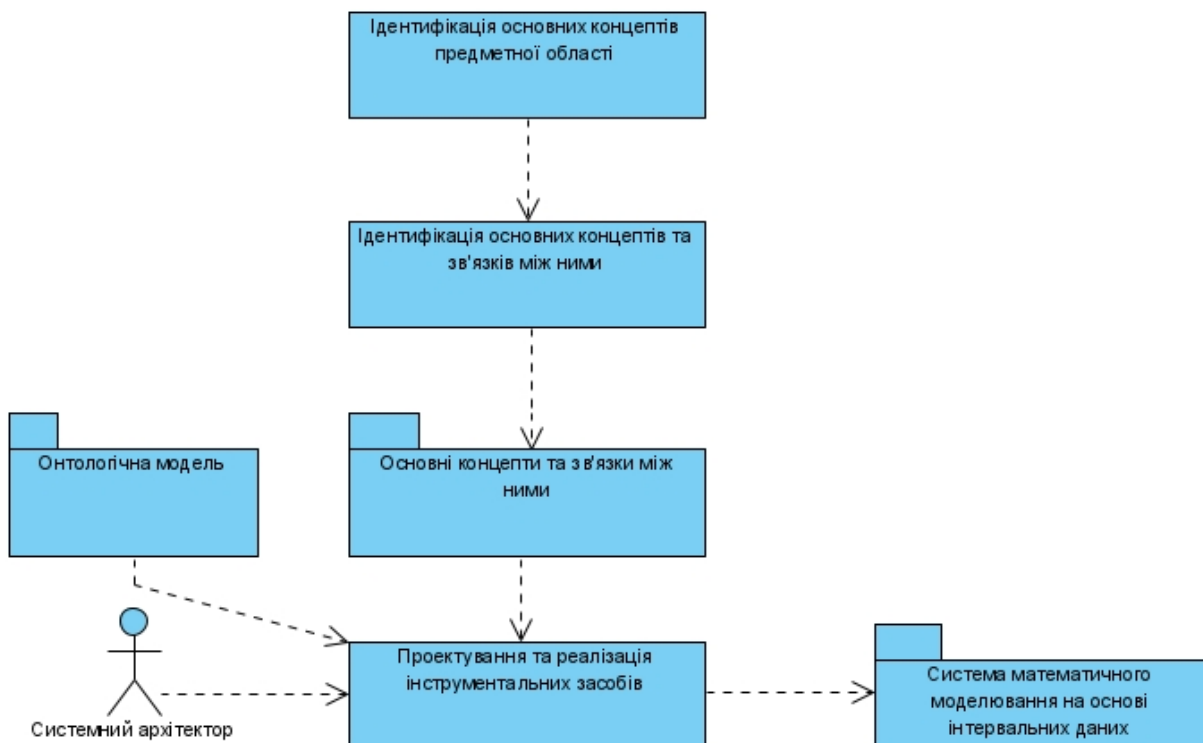 Ідентифікація основних концептів
предметної області
Ідентифікація основних концептів та
зв'язків між ними
Онтологічна модель
Основні концепти та зв'язки між
ними
Системний архітектор
Проектування та реалізація
інструментальних засобів
Система математичного
моделювання на основі
інтервальних даних